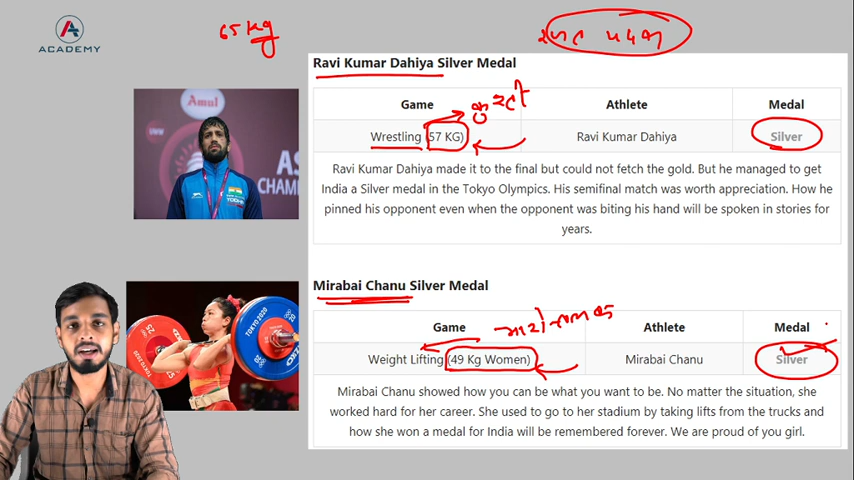 ACADEMY
65 kg
Ravi Kumar Dahiya Silver Medal
Game Athlete Medal
Wrestling (57 KG) Ravi Kumar Dahiya Silver
Ravi Kumar Dahiya made it to the final but could not fetch the gold. But he managed to get
India a Silver medal in the Tokyo Olympics. His semifinal match was worth appreciation. How he
pinned his opponent even when the opponent was biting his hand will be spoken in stories for
years.
Amul
UWW
Mirabai Chanu Silver Medal
Game Athlete Medal
Weight Lifting (49 Kg Women) Mirabai Chanu Silver
Mirabai Chanu showed how you can be what you want to be. No matter the situation, she
worked hard for her career. She used to go to her stadium by taking lifts from the trucks and
how she won a medal for India will be remembered forever. We are proud of you girl.
TOKYO 2020
25